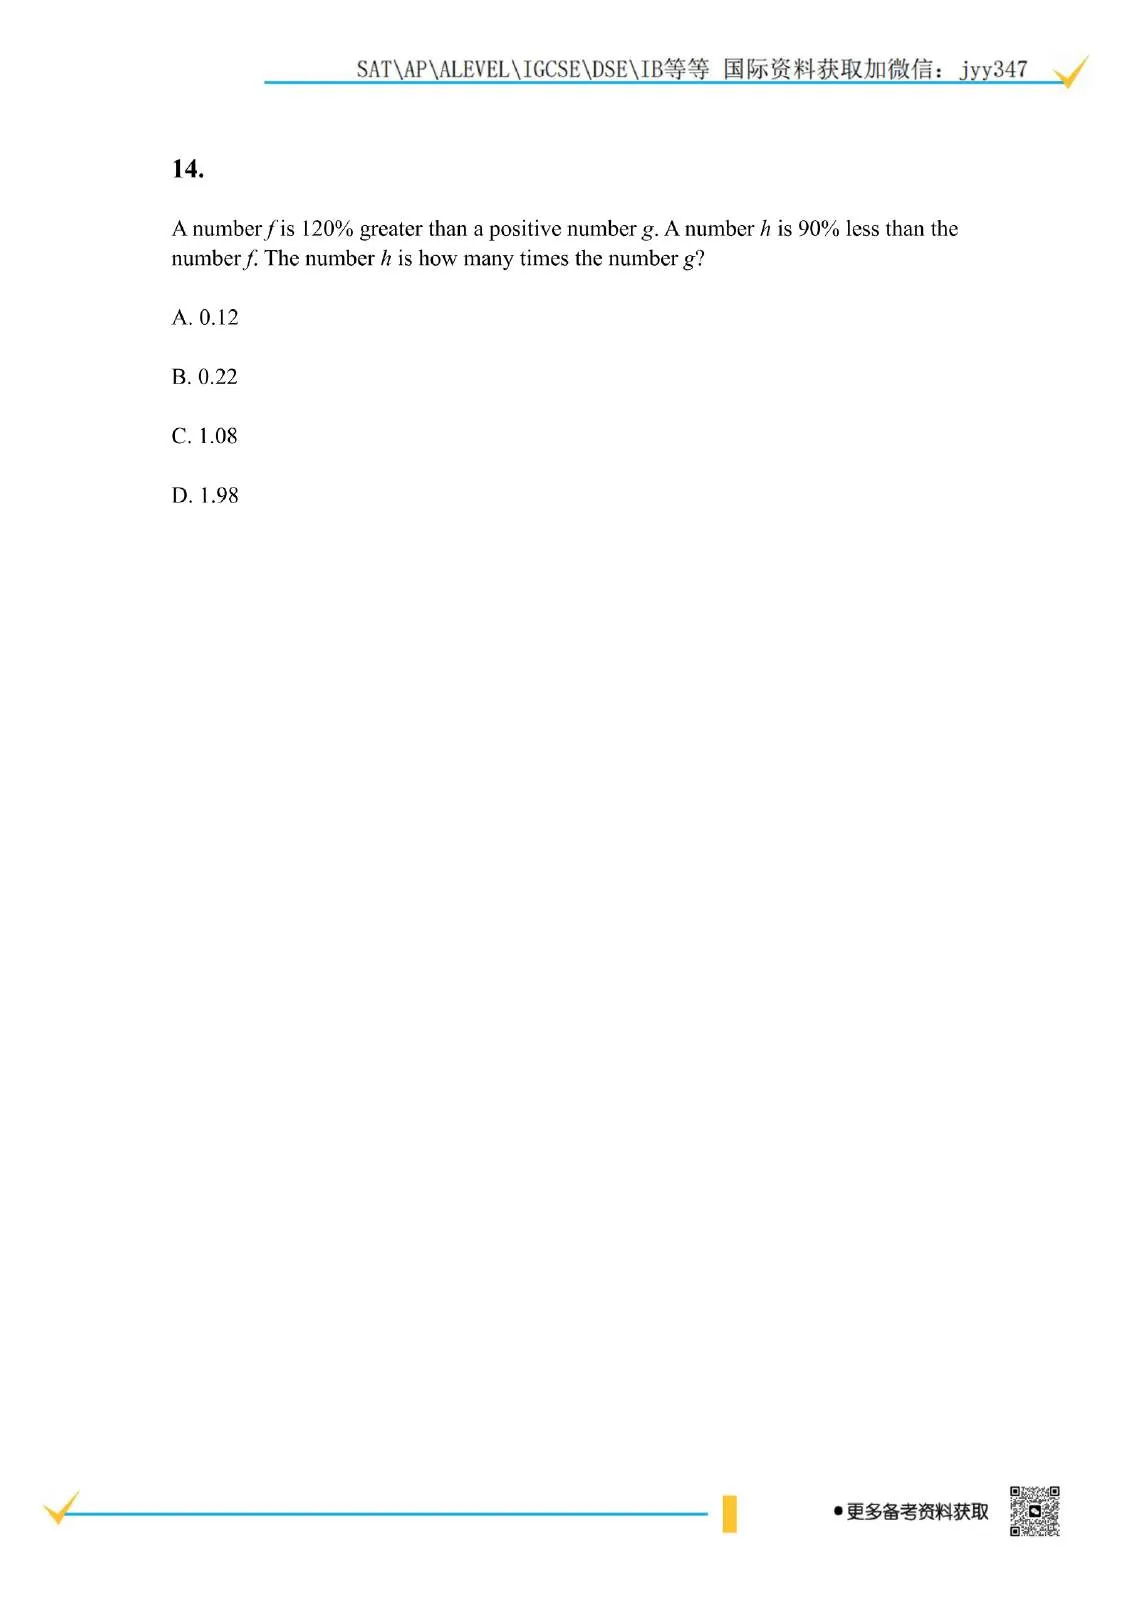 SAT\AP\ALEVEL\IGCSE\DSE\IB等等 国际资料获取加微信：jyy347
14.
A number f is 120% greater than a positive number g. A number h is 90% less than the
number f. The number h is how many times the number g?
A. 0.12
B. 0.22
C. 1.08
D. 1.98
•更多备考资料获取